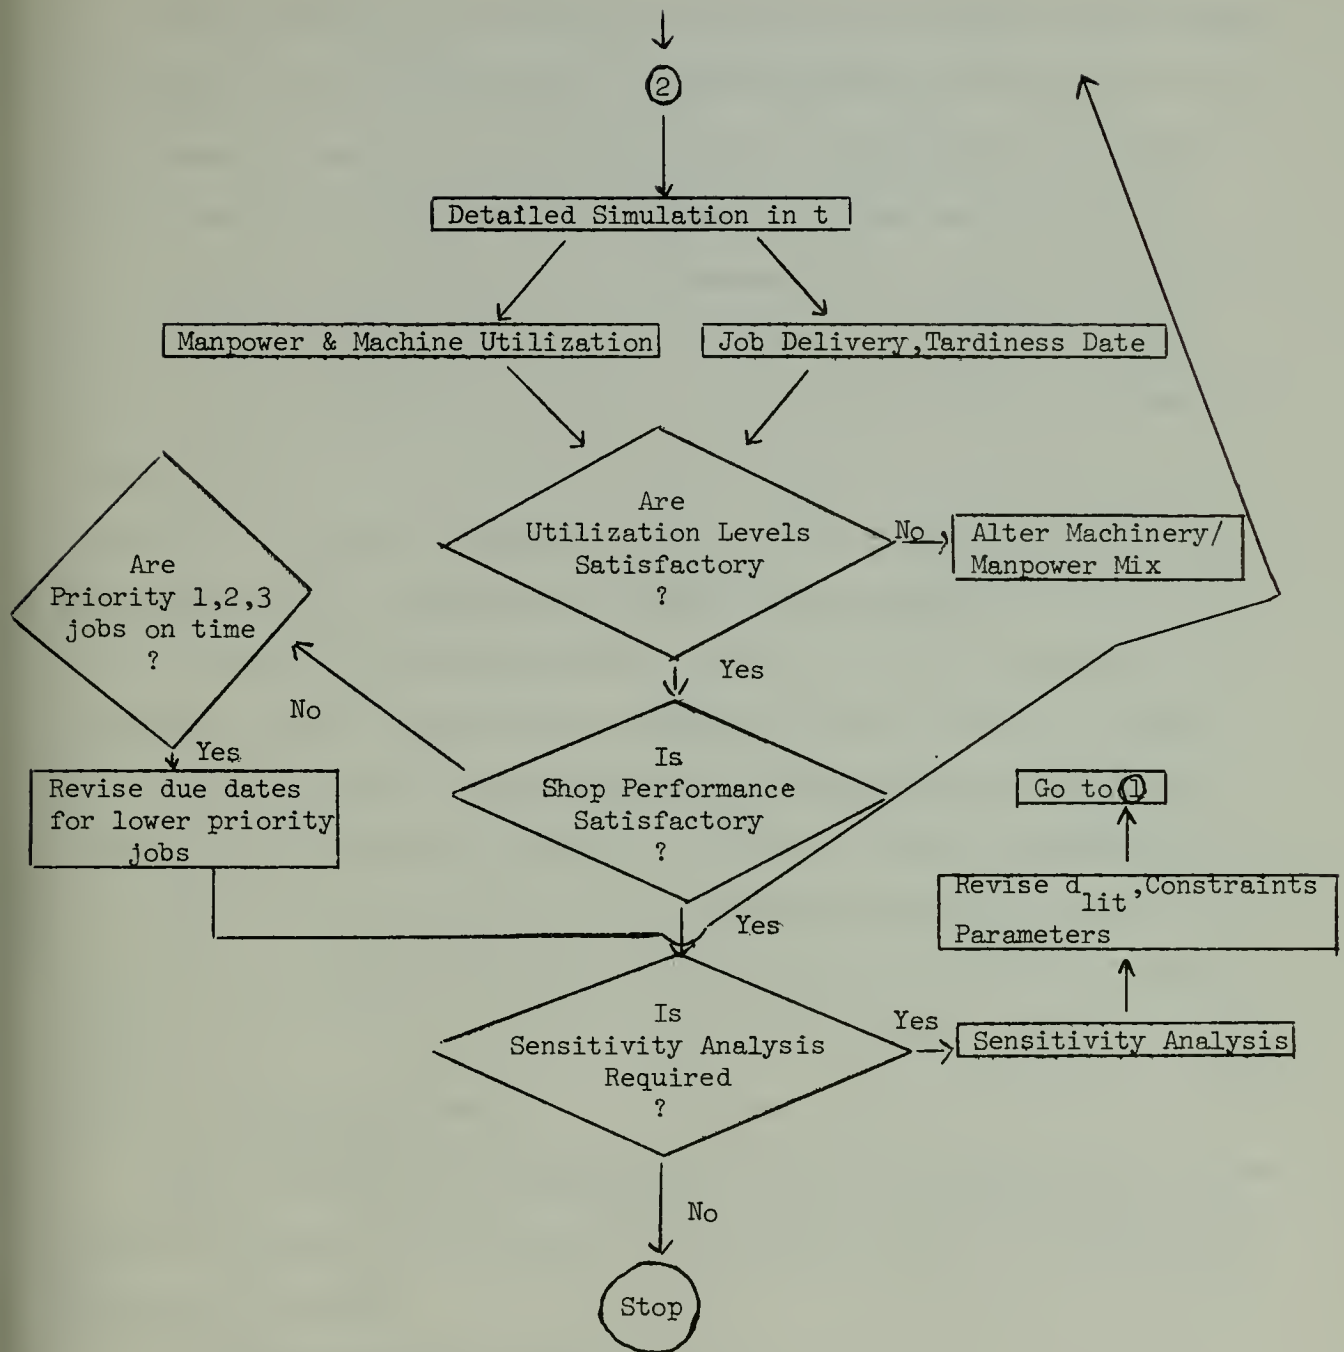 2
Detailed Simulation in t
Manpower & Machine Utilization
Job Delivery,Tardiness Date
Are
Utilization Levels
Satisfactory
?
No
Alter Machinery/
Manpower Mix
Are
Priority 1,2,3
jobs on time
?
Yes
No
Yes
Revise due dates
for lower priority
jobs
Is
Shop Performance
Satisfactory
?
Go to 1
Revise d_lit,Constraints
Parameters
Yes
Is
Sensitivity Analysis
Required
?
Yes
Sensitivity Analysis
No
Stop